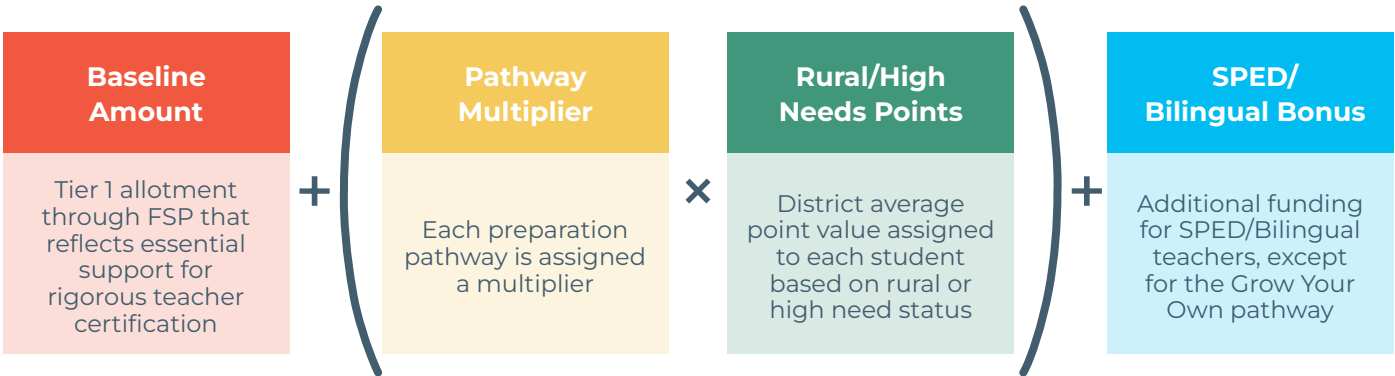 Baseline
Amount
Tier 1 allotment
through FSP that
reflects essential
support for
rigorous teacher
certification
+
(
Pathway
Multiplier
Each preparation
pathway is assigned
a multiplier
×
Rural/High
Needs Points
District average
point value assigned
to each student
based on rural or
high need status
)
+
SPED/
Bilingual Bonus
Additional funding
for SPED/Bilingual
teachers, except
for the Grow Your
Own pathway